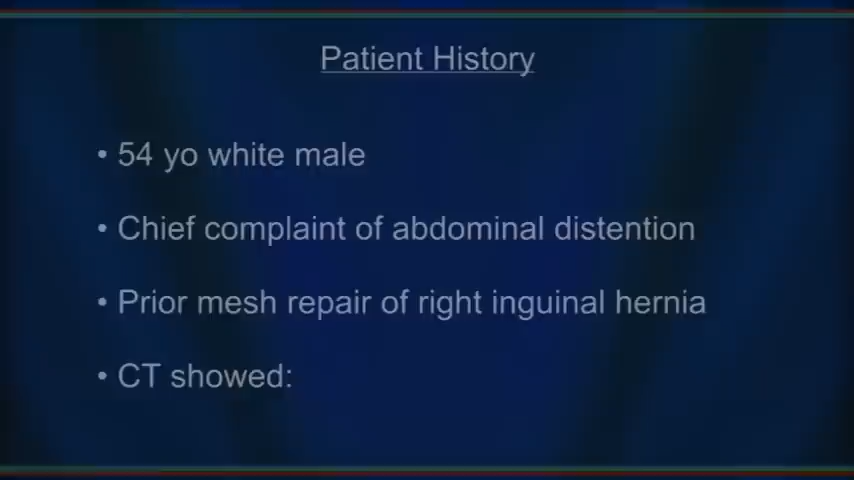 Patient History
• 54 yo white male
• Chief complaint of abdominal distention
• Prior mesh repair of right inguinal hernia
• CT showed: